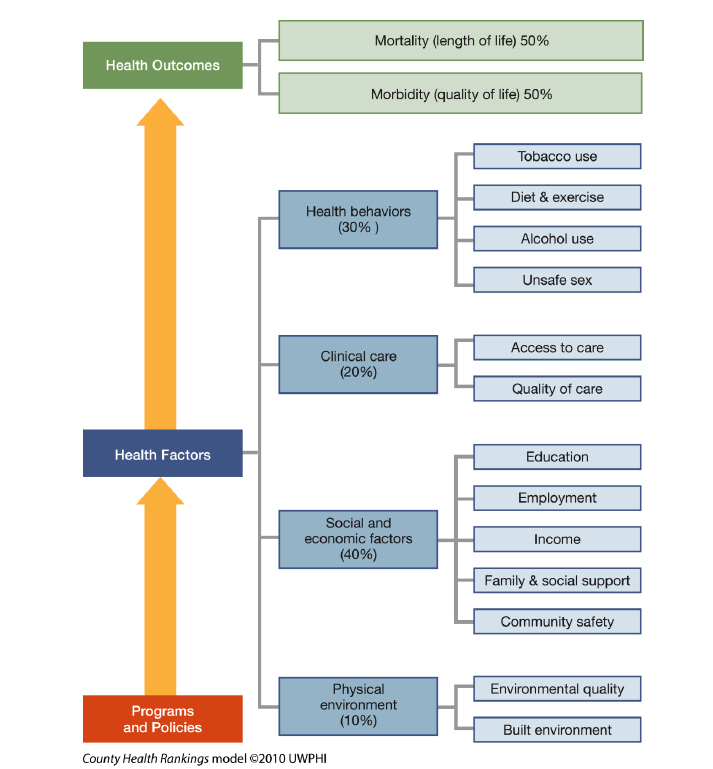 Health Outcomes
Mortality (length of life) 50%
Morbidity (quality of life) 50%
Health behaviors
(30% )
Tobacco use
Diet & exercise
Alcohol use
Unsafe sex
Clinical care
(20%)
Access to care
Quality of care
Health Factors
Social and
economic factors
(40%)
Education
Employment
Income
Family & social support
Community safety
Physical
environment
(10%)
Environmental quality
Built environment
Programs
and Policies
County Health Rankings model ©2010 UWPHI